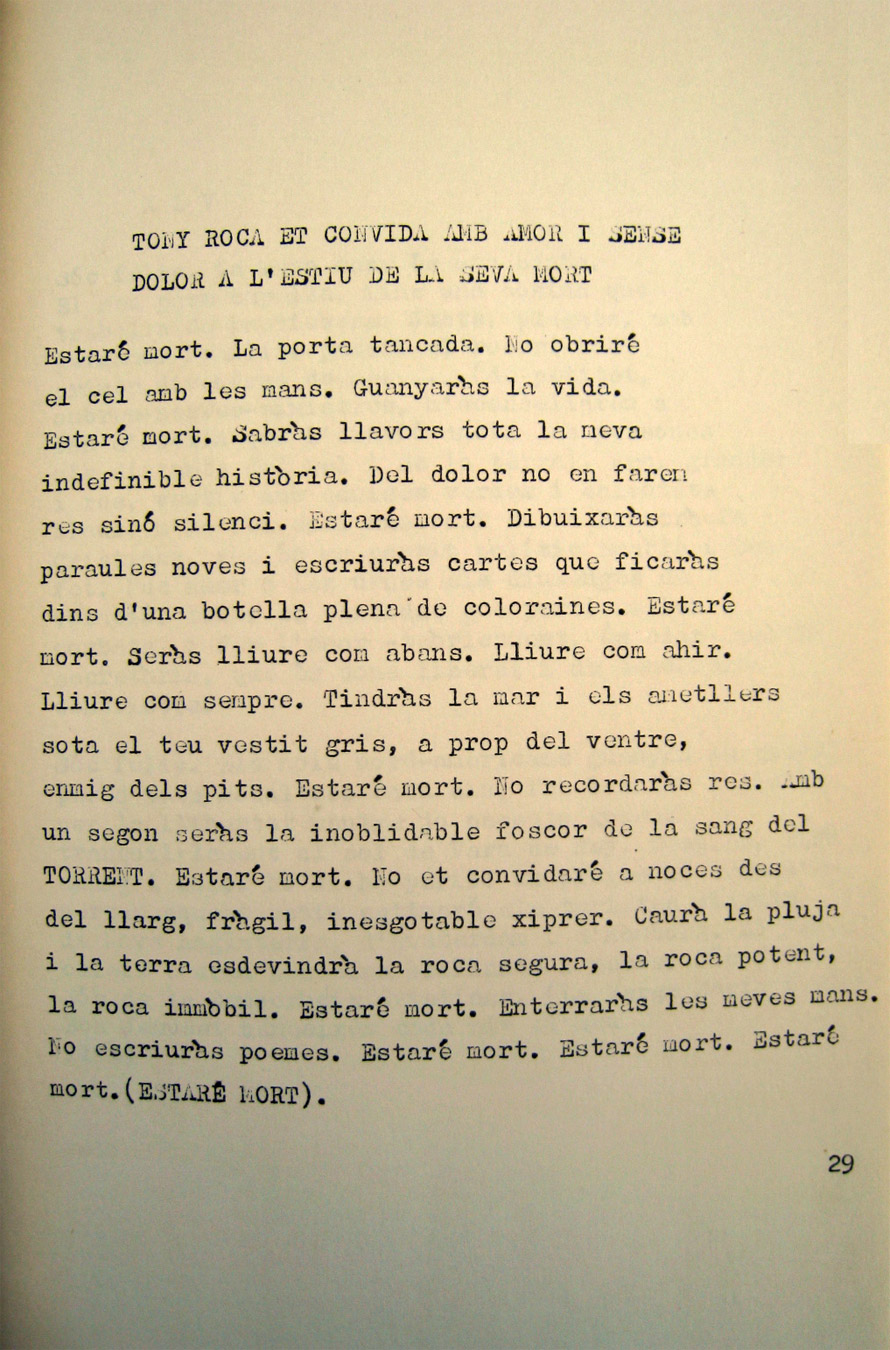 TONY ROCA ET CONVIDA AMB AMOR I SENSE
DOLOR A L'ESTIU DE LA SEVA MORT
Estaré mort. La porta tancada. No obriré
el cel amb les mans. Guanyaràs la vida.
Estaré mort. Sabràs llavors tota la meva
indefinible història. Del dolor no en farem
res sinó silenci. Estaré mort. Dibuixaràs
paraules noves i escriuràs cartes que ficaràs
dins d'una botella plena de coloraines. Estaré
mort. Seràs lliure com abans. Lliure com ahir.
Lliure com sempre. Tindràs la mar i els ametllers
sota el teu vestit gris, a prop del ventre,
enmig dels pits. Estaré mort. No recordaràs res. Amb
un segon seràs la inoblidable foscor de la sang del
TORRENT. Estaré mort. No et convidaré a noces des
del llarg, fràgil, inesgotable xiprer. Caurà la pluja
i la terra esdevindrà la roca segura, la roca potent,
la roca immòbil. Estaré mort. Enterraràs les meves mans.
No escriuràs poemes. Estaré mort. Estaré mort. Estaré
mort.(ESTARÉ MORT).
29